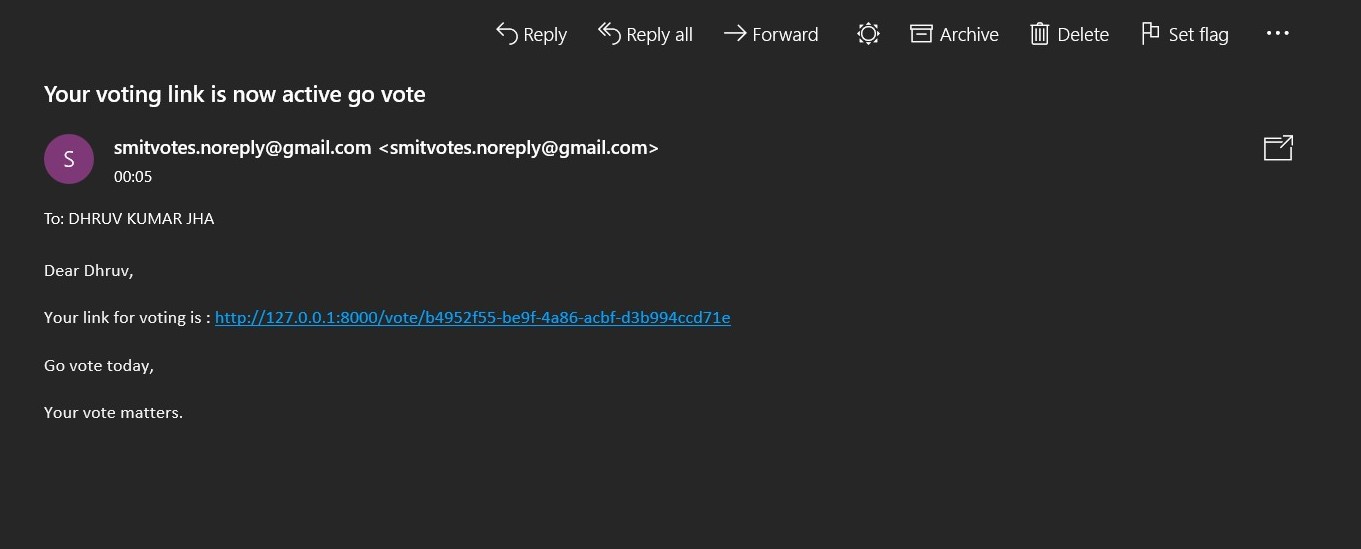 Reply Reply all Forward Archive Delete Set flag ...
Your voting link is now active go vote
S
smitvotes.noreply@gmail.com <smitvotes.noreply@gmail.com>
00:05
To: DHRUV KUMAR JHA
Dear Dhruv,
Your link for voting is : http://127.0.0.1:8000/vote/b4952f55-be9f-4a86-acbf-d3b994ccd71e
Go vote today,
Your vote matters.